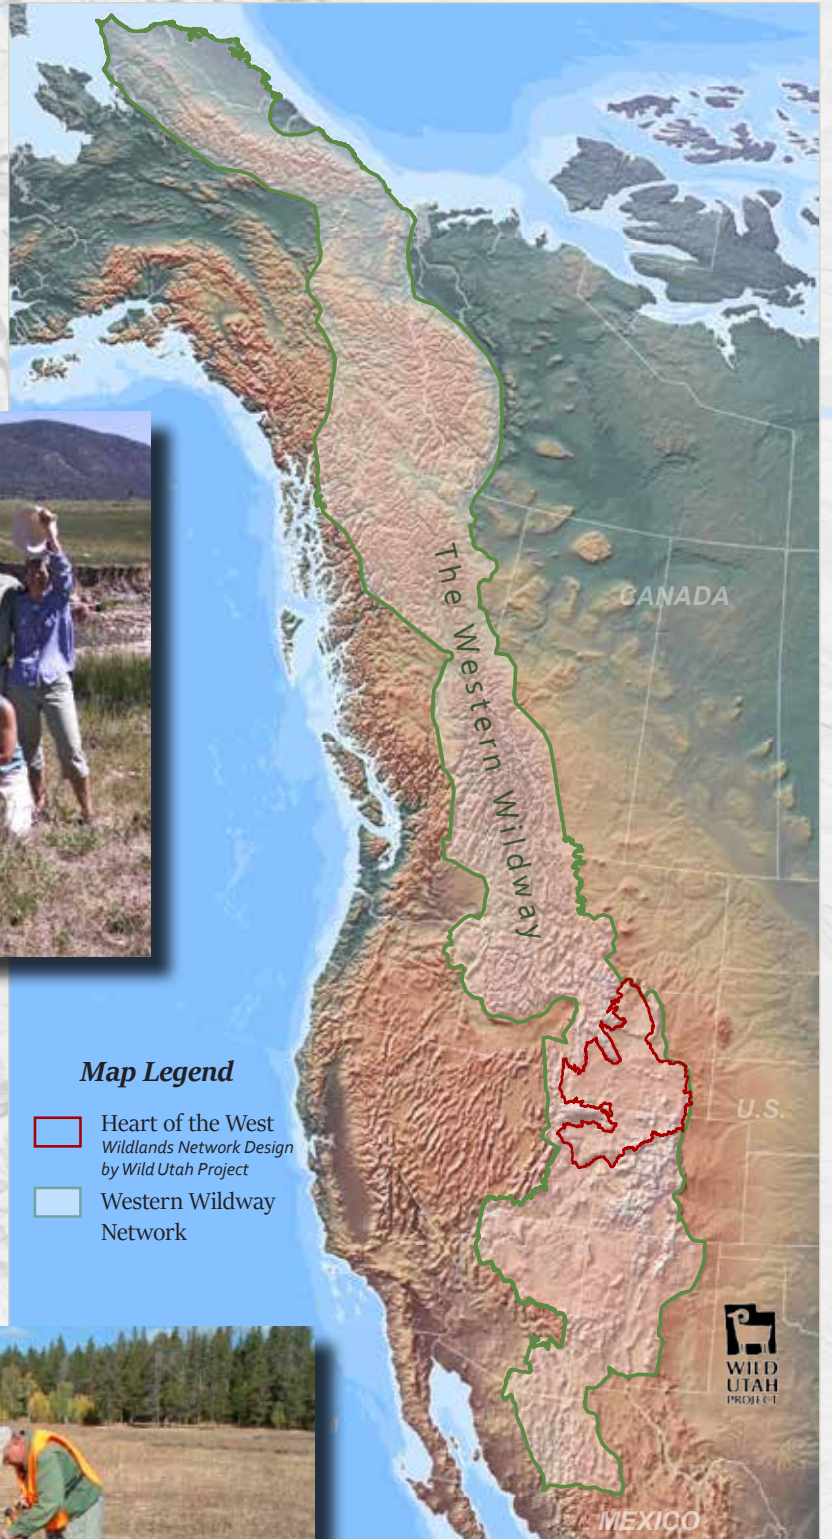 CANADA
The Western Wildway
Map Legend
Heart of the West
Wildlands Network Design
by Wild Utah Project
Western Wildway
Network
U.S.
WILD
UTAH
PROJECT
MEXICO